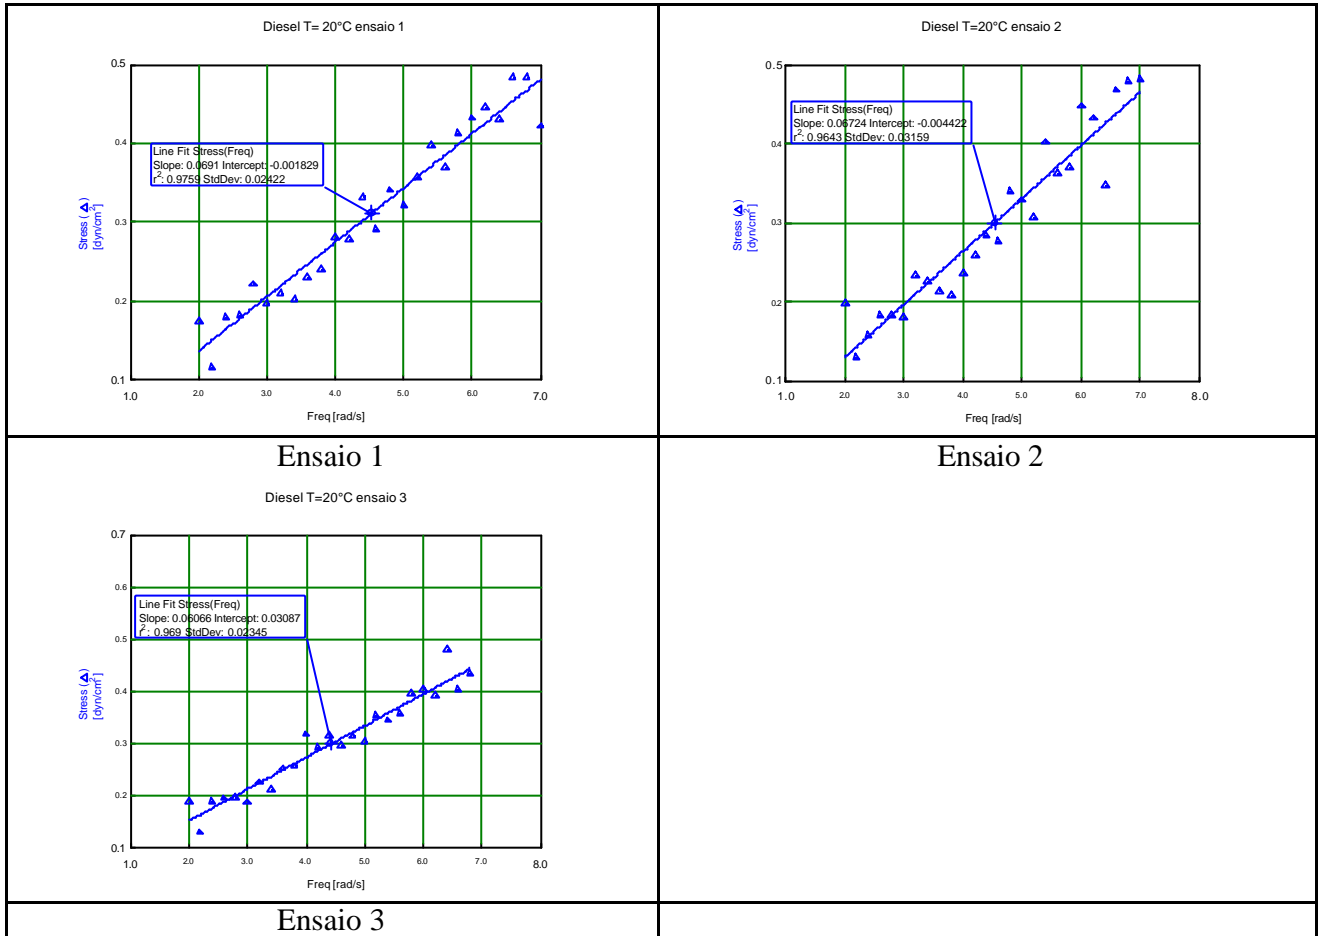 Diesel T= 20°C ensaio 1
0.5
0.4
0.3
0.2
0.1
Stress (Δ)
[dyn/cm²]
Line Fit Stress(Freq)
Slope: 0.0691 Intercept: -0.001829
r²: 0.9759 StdDev: 0.02422
1.0 2.0 3.0 4.0 5.0 6.0 7.0
Freq [rad/s]
Ensaio 1
Diesel T=20°C ensaio 2
0.5
0.4
0.3
0.2
0.1
Stress (Δ)
[dyn/cm²]
Line Fit Stress(Freq)
Slope: 0.06724 Intercept: -0.004422
r²: 0.9643 StdDev: 0.03159
1.0 2.0 3.0 4.0 5.0 6.0 7.0 8.0
Freq [rad/s]
Ensaio 2
Diesel T=20°C ensaio 3
0.7
0.6
0.5
0.4
0.3
0.2
0.1
Stress (Δ)
[dyn/cm²]
Line Fit Stress(Freq)
Slope: 0.06066 Intercept: 0.03087
r²: 0.969 StdDev: 0.02345
1.0 2.0 3.0 4.0 5.0 6.0 7.0 8.0
Freq [rad/s]
Ensaio 3